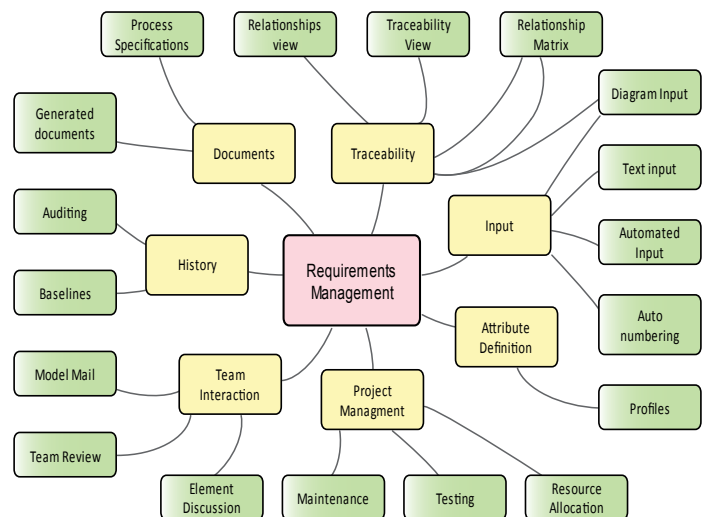 Process
Specifications
Relationships
view
Traceability
View
Relationship
Matrix
Diagram Input
Generated
documents
Documents
Traceability
Text input
Auditing
Input
Automated
Input
History
Requirements
Management
Baselines
Auto
numbering
Attribute
Definition
Model Mail
Team
Interaction
Project
Managment
Profiles
Team Review
Element
Discussion
Maintenance
Testing
Resource
Allocation